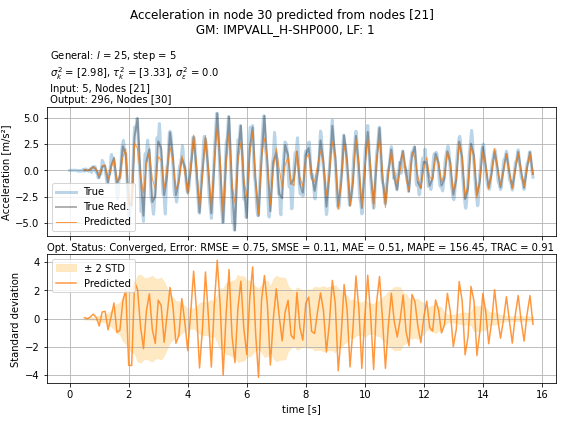 Acceleration in node 30 predicted from nodes [21]
GM: IMPVALL_H-SHP000, LF: 1
General: l = 25, step = 5
σ²ₖ = [2.98], τ²ₖ = [3.33], σ²ε = 0.0
Input: 5, Nodes [21]
Output: 296, Nodes [30]
Acceleration [m/s²]
5.0
2.5
0.0
−2.5
−5.0
True
True Red.
Predicted
Opt. Status: Converged, Error: RMSE = 0.75, SMSE = 0.11, MAE = 0.51, MAPE = 156.45, TRAC = 0.91
Standard deviation
4
2
0
−2
−4
± 2 STD
Predicted
0 2 4 6 8 10 12 14 16
time [s]